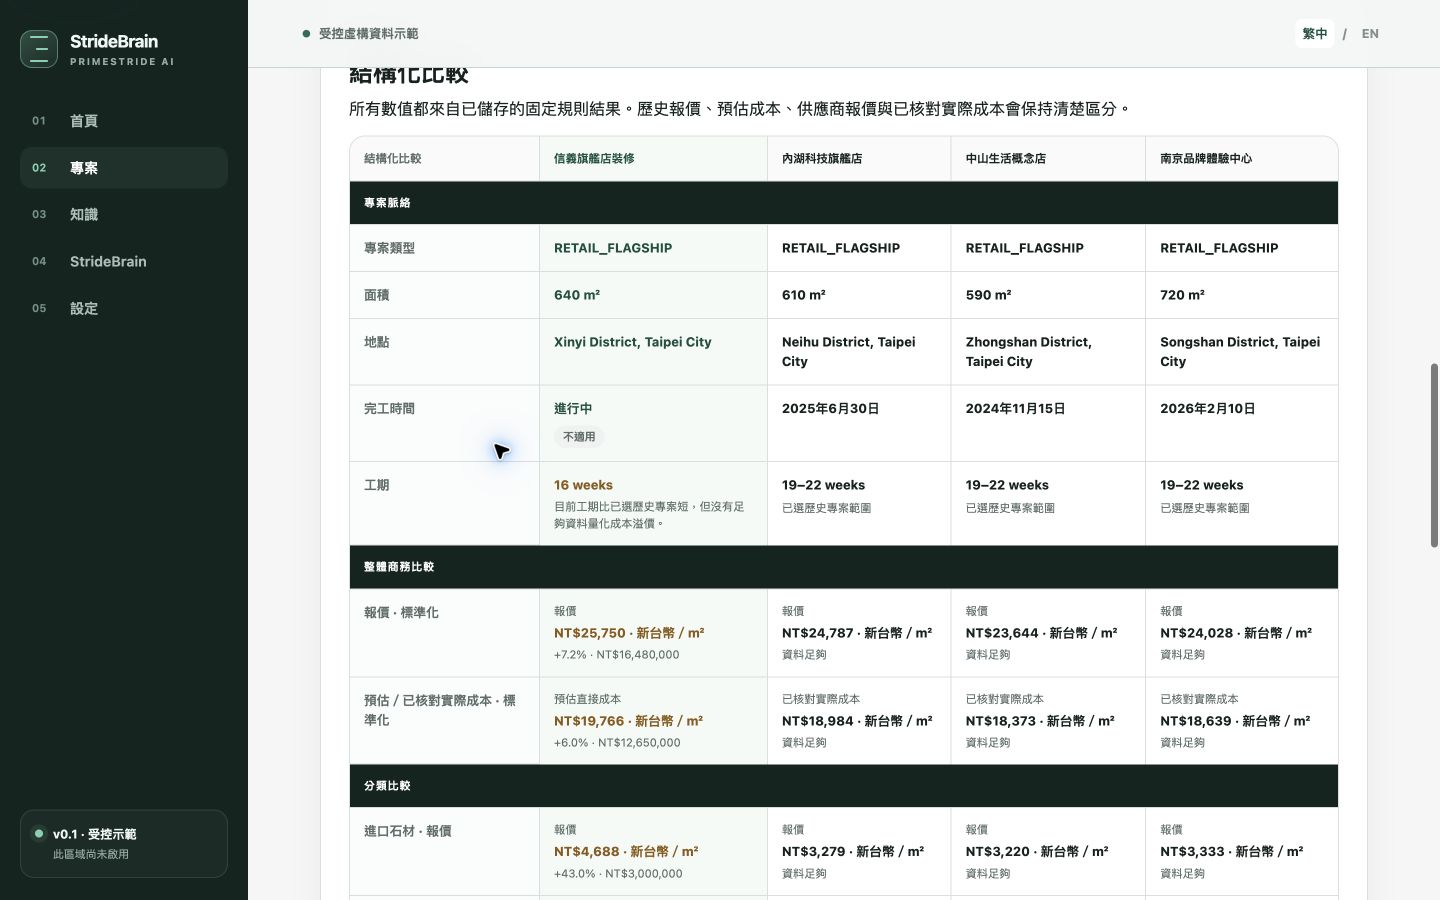 StrideBrain
PRIMESTRIDE AI
01 首頁
02 專案
03 知識
04 StrideBrain
05 設定
v0.1 · 受控示範
此區域尚未啟用
受控虛構資料示範
繁中 / EN
結構化比較
所有數值都來自已儲存的固定規則結果。歷史報價、預估成本、供應商報價與已核對實際成本會保持清楚區分。
結構化比較 信義旗艦店裝修 內湖科技旗艦店 中山生活概念店 南京品牌體驗中心
專案脈絡
專案類型 RETAIL_FLAGSHIP RETAIL_FLAGSHIP RETAIL_FLAGSHIP RETAIL_FLAGSHIP
面積 640 m² 610 m² 590 m² 720 m²
地點 Xinyi District, Taipei City Neihu District, Taipei Zhongshan District, Songshan District, Taipei
City Taipei City City
完工時間 進行中 2025年6月30日 2024年11月15日 2026年2月10日
不適用
工期 16 weeks 19–22 weeks 19–22 weeks 19–22 weeks
目前工期比已選歷史專案短，但沒有足 已選歷史專案範圍 已選歷史專案範圍 已選歷史專案範圍
夠資料量化成本溢價。
整體商務比較
報價 · 標準化 報價 報價 報價 報價
NT$25,750 · 新台幣 / m² NT$24,787 · 新台幣 / m² NT$23,644 · 新台幣 / m² NT$24,028 · 新台幣 / m²
+7.2% · NT$16,480,000 資料足夠 資料足夠 資料足夠
預估 / 已核對實際成本 · 標 預估直接成本 已核對實際成本 已核對實際成本 已核對實際成本
準化 NT$19,766 · 新台幣 / m² NT$18,984 · 新台幣 / m² NT$18,373 · 新台幣 / m² NT$18,639 · 新台幣 / m²
+6.0% · NT$12,650,000 資料足夠 資料足夠 資料足夠
分類比較
進口石材 · 報價 報價 報價 報價 報價
NT$4,688 · 新台幣 / m² NT$3,279 · 新台幣 / m² NT$3,220 · 新台幣 / m² NT$3,333 · 新台幣 / m²
+43.0% · NT$3,000,000 資料足夠 資料足夠 資料足夠